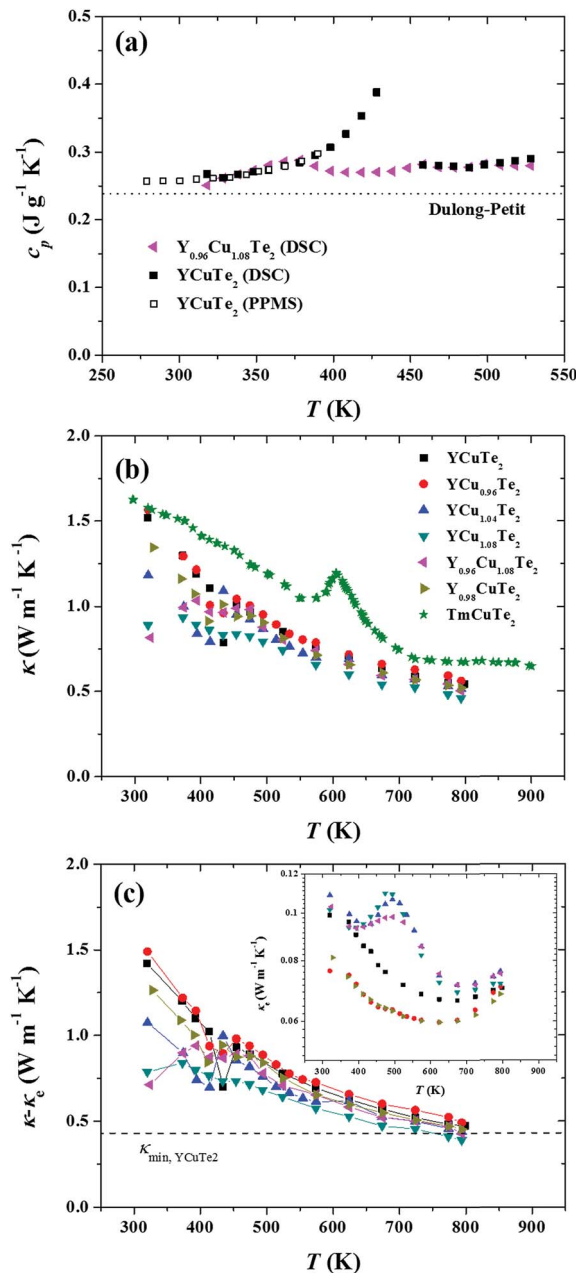 (a)
0.5
0.4
0.3
0.2
0.1
0.0
c_p (J g⁻¹ K⁻¹)
Dulong-Petit
Y₀.₉₆Cu₁.₀₈Te₂ (DSC)
YCuTe₂ (DSC)
YCuTe₂ (PPMS)
250 300 350 400 450 500 550
T (K)
(b)
2.0
1.5
1.0
0.5
0.0
κ (W m⁻¹ K⁻¹)
YCuTe₂
YCu₀.₉₆Te₂
YCu₁.₀₄Te₂
YCu₁.₀₈Te₂
Y₀.₉₆Cu₁.₀₈Te₂
Y₀.₉₈CuTe₂
TmCuTe₂
300 400 500 600 700 800 900
T (K)
(c)
2.0
1.5
1.0
0.5
0.0
κ-κₑ (W m⁻¹ K⁻¹)
0.12
0.1
0.08
0.06
κₑ (W m⁻¹ K⁻¹)
300 400 500 600 700 800 900
T (K)
κ_min, YCuTe2
300 400 500 600 700 800 900
T (K)